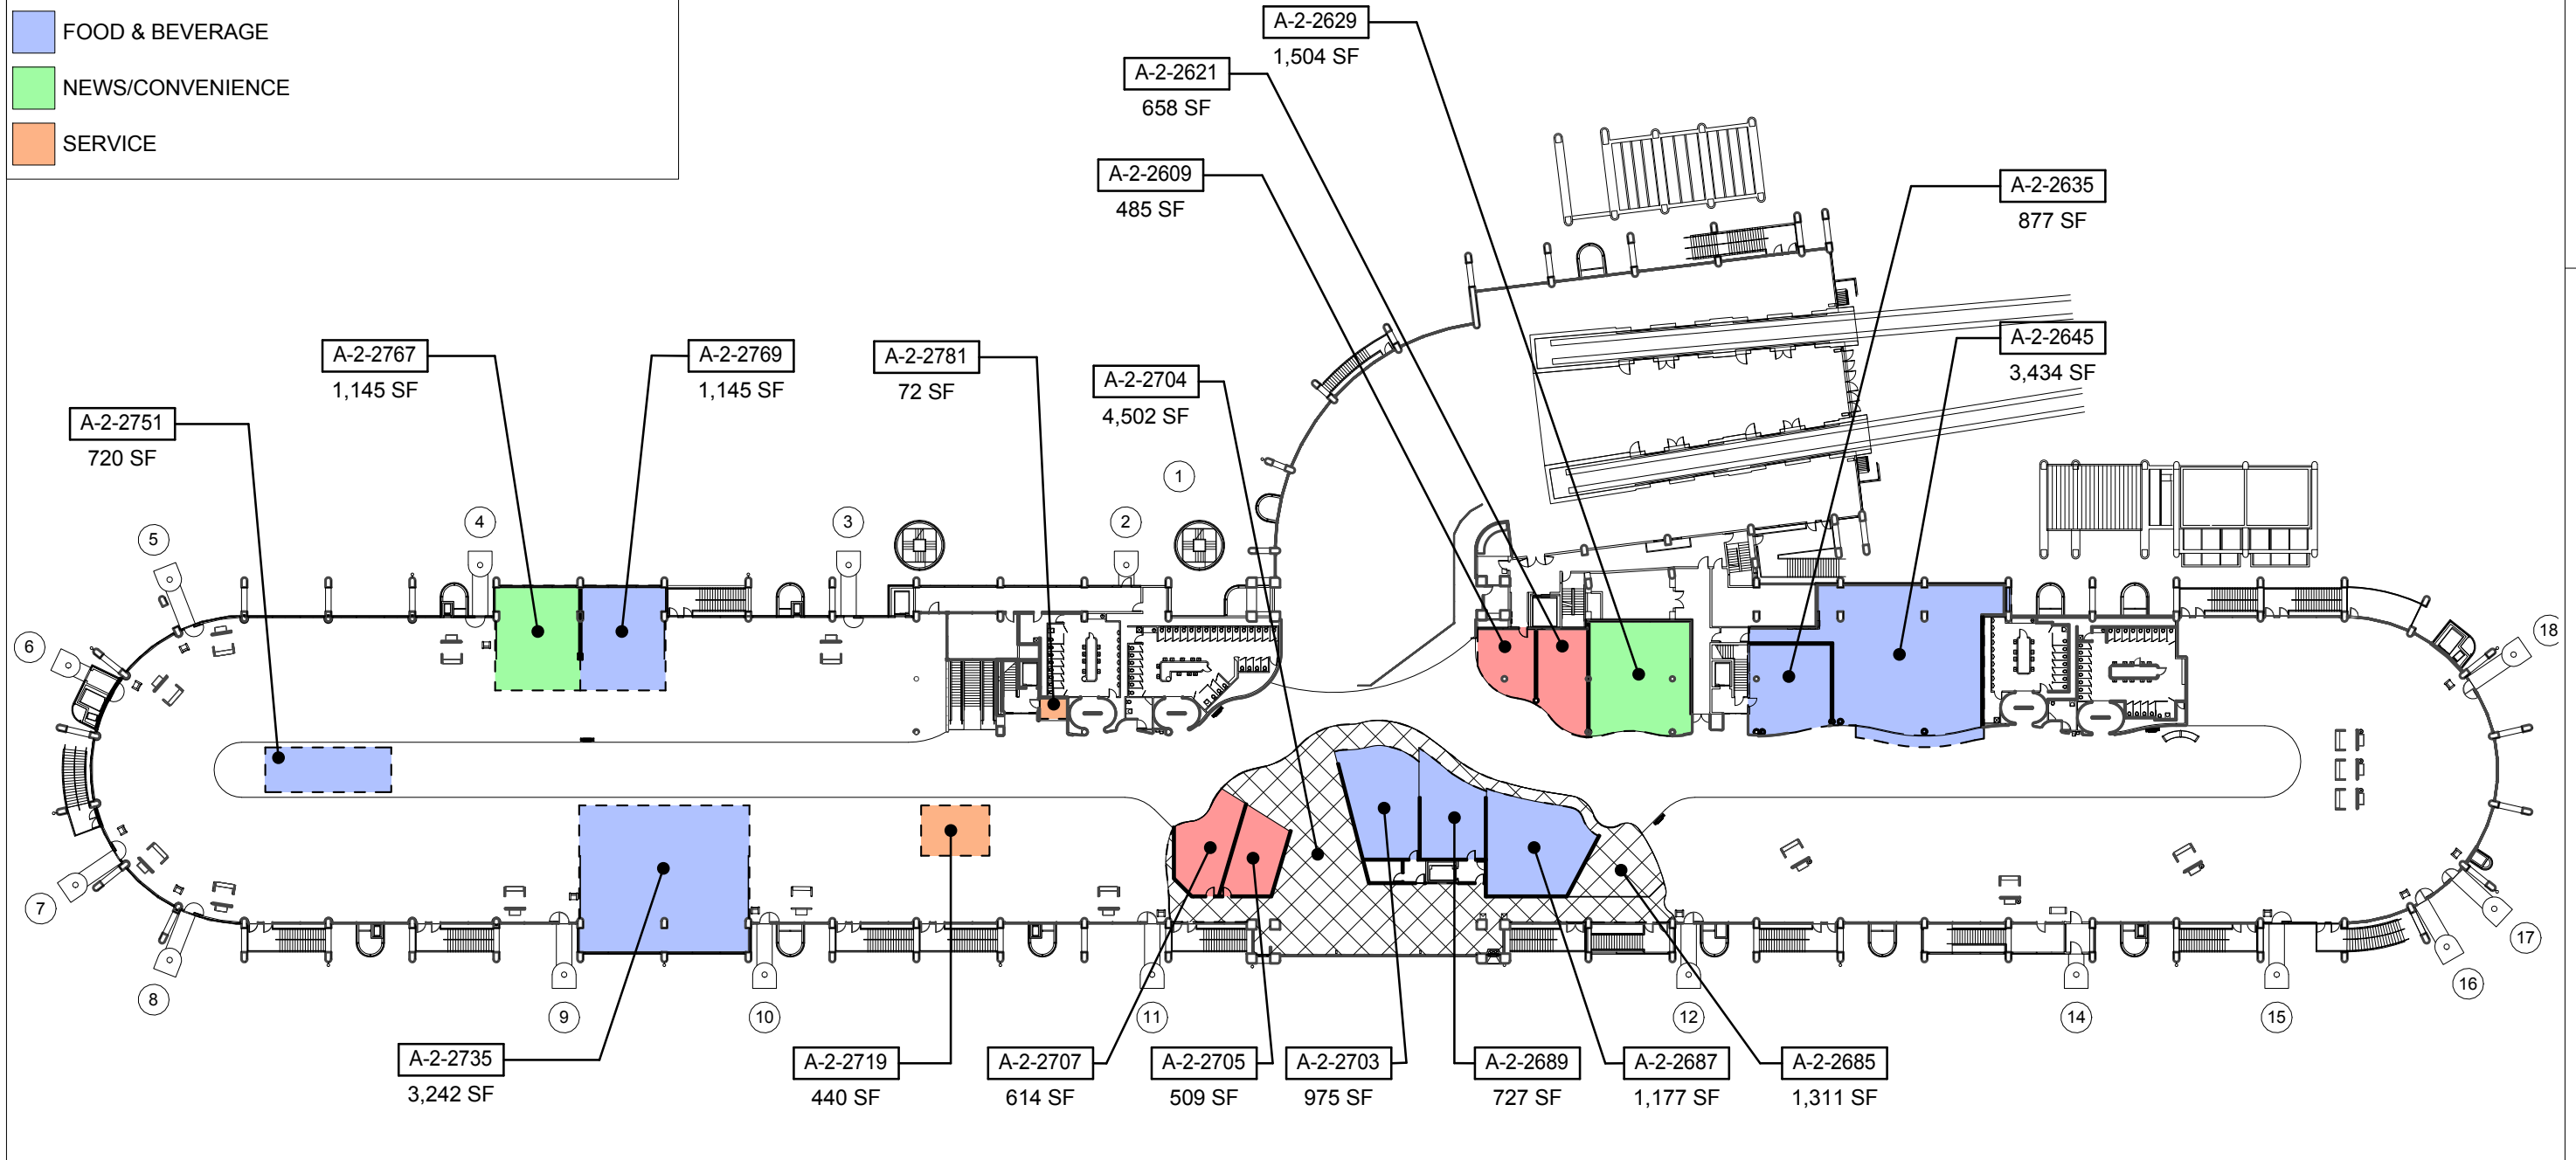 FOOD & BEVERAGE
NEWS/CONVENIENCE
SERVICE
A-2-2629
1,504 SF
A-2-2621
658 SF
A-2-2609
485 SF
A-2-2635
877 SF
A-2-2645
3,434 SF
A-2-2767
1,145 SF
A-2-2769
1,145 SF
A-2-2781
72 SF
A-2-2704
4,502 SF
A-2-2751
720 SF
1
2
3
4
5
6
7
8
9
10
11
12
14
15
16
17
18
A-2-2735
3,242 SF
A-2-2719
440 SF
A-2-2707
614 SF
A-2-2705
509 SF
A-2-2703
975 SF
A-2-2689
727 SF
A-2-2687
1,177 SF
A-2-2685
1,311 SF